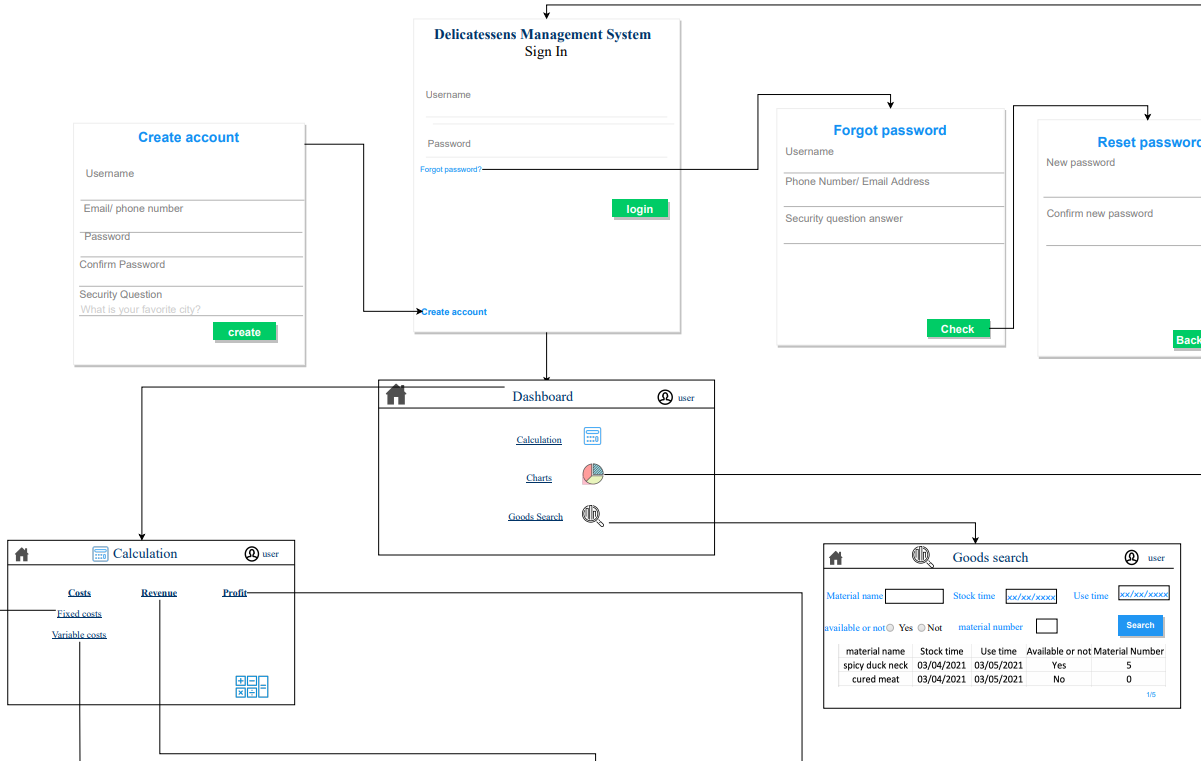 Delicatessens Management System
Sign In
Username
Password
Forgot password?
login
Create account
Create account
Username
Email/ phone number
Password
Confirm Password
Security Question
What is your favorite city?
create
Forgot password
Username
Phone Number/ Email Address
Security question answer
Check
Reset password
New password
Confirm new password
Back
Dashboard
user
Calculation
Charts
Goods Search
Calculation
user
Costs Revenue Profit
Fixed costs
Variable costs
Goods search
user
Material name Stock time xx/xx/xxxx Use time xx/xx/xxxx
available or not Yes Not material number Search
material name Stock time Use time Available or not Material Number
spicy duck neck 03/04/2021 03/05/2021 Yes 5
cured meat 03/04/2021 03/05/2021 No 0
1/5